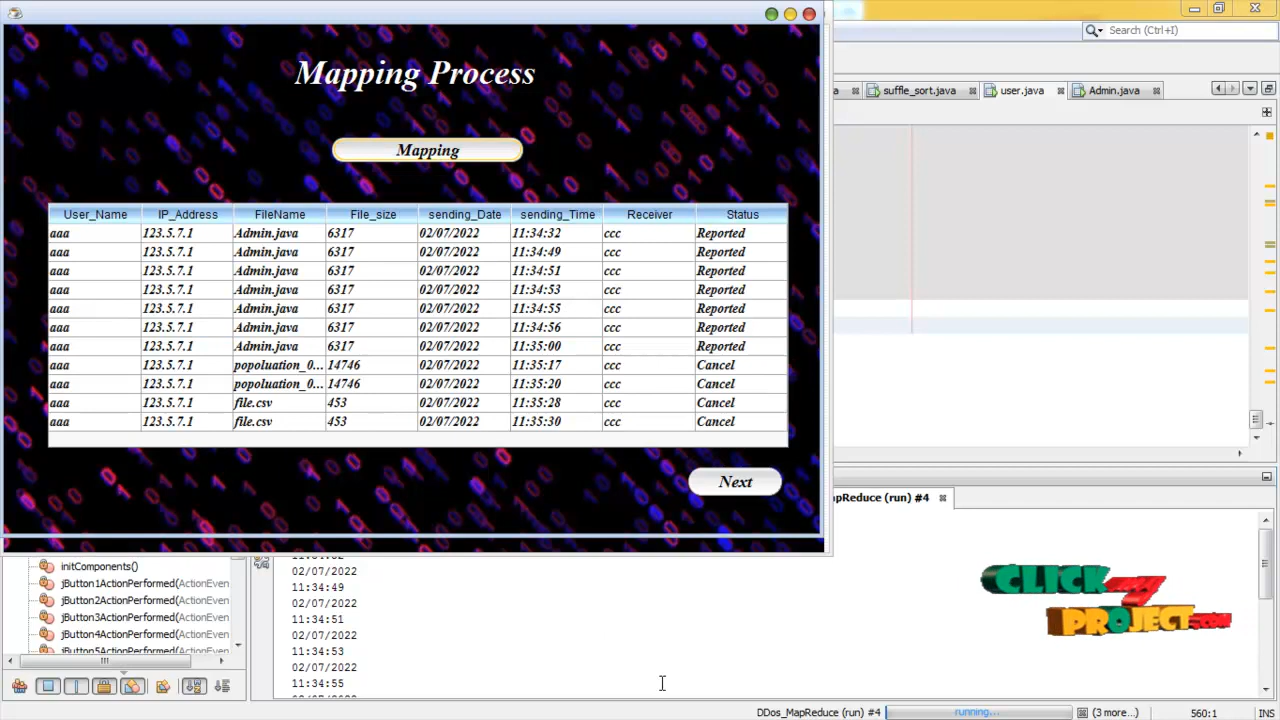 Search (Ctrl+I)
Mapping Process
suffle_sort.java
user.java
Admin.java
Mapping
User_Name IP_Address FileName File_size sending_Date sending_Time Receiver Status
aaa 123.5.7.1 Admin.java 6317 02/07/2022 11:34:32 ccc Reported
aaa 123.5.7.1 Admin.java 6317 02/07/2022 11:34:49 ccc Reported
aaa 123.5.7.1 Admin.java 6317 02/07/2022 11:34:51 ccc Reported
aaa 123.5.7.1 Admin.java 6317 02/07/2022 11:34:53 ccc Reported
aaa 123.5.7.1 Admin.java 6317 02/07/2022 11:34:55 ccc Reported
aaa 123.5.7.1 Admin.java 6317 02/07/2022 11:34:56 ccc Reported
aaa 123.5.7.1 Admin.java 6317 02/07/2022 11:35:00 ccc Reported
aaa 123.5.7.1 popoluation_0... 14746 02/07/2022 11:35:17 ccc Cancel
aaa 123.5.7.1 popoluation_0... 14746 02/07/2022 11:35:20 ccc Cancel
aaa 123.5.7.1 file.csv 453 02/07/2022 11:35:28 ccc Cancel
aaa 123.5.7.1 file.csv 453 02/07/2022 11:35:30 ccc Cancel
Next
apReduce (run) #4
initComponents()
jButton1ActionPerformed(ActionEven
jButton2ActionPerformed(ActionEven
jButton3ActionPerformed(ActionEven
jButton4ActionPerformed(ActionEven
jButton5ActionPerformed(ActionEven
02/07/2022
11:34:49
02/07/2022
11:34:51
02/07/2022
11:34:53
02/07/2022
11:34:55
CLICK my
PROJECT.COM
DDos_MapReduce (run) #4
running...
(3 more...)
560:1
INS